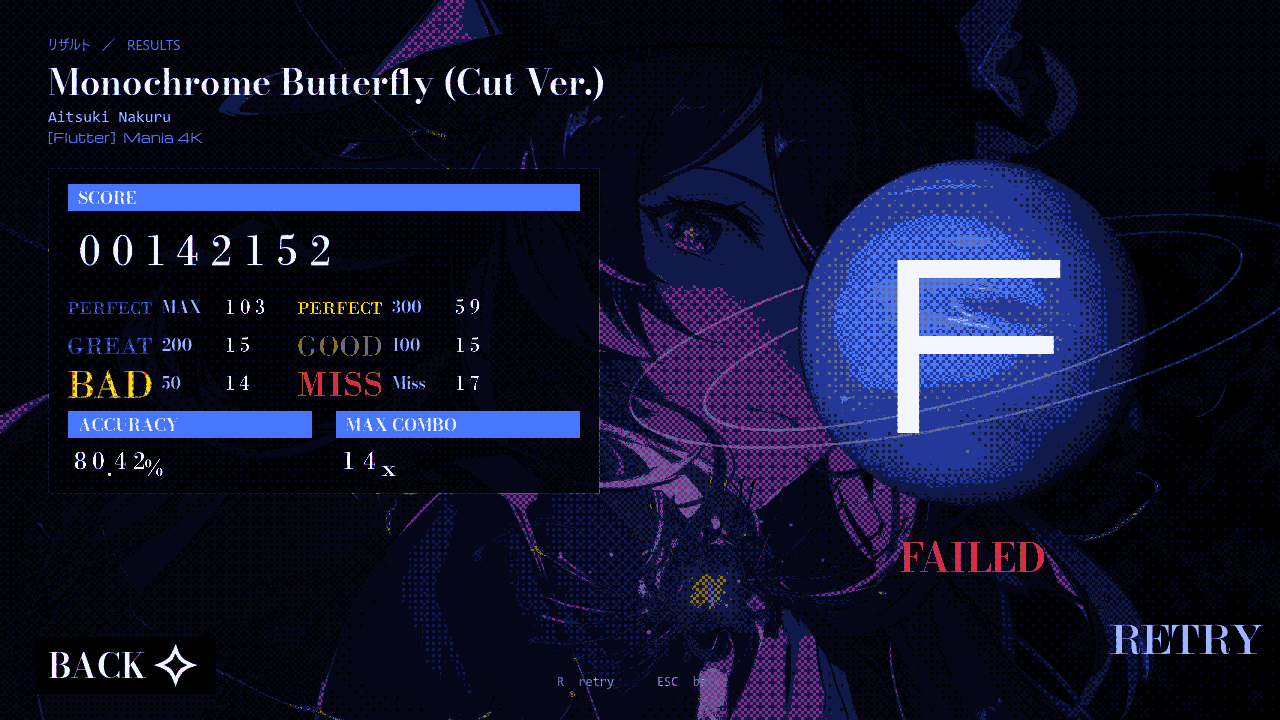 リザルト ／ RESULTS
Monochrome Butterfly (Cut Ver.)
Aitsuki Nakuru
[Flutter] Mania 4K
SCORE
00142152
PERFECT MAX 103 PERFECT 300 59
GREAT 200 15 GOOD 100 15
BAD 50 14 MISS Miss 17
ACCURACY MAX COMBO
80.42% 14x
F
FAILED
RETRY
BACK
R retry ESC